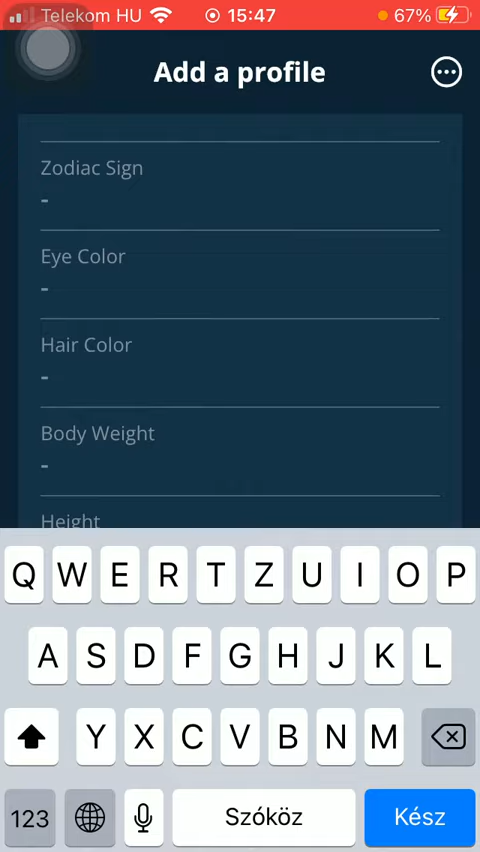 Telekom HU 15:47 67%
Add a profile
Zodiac Sign
-
Eye Color
-
Hair Color
-
Body Weight
-
Height
Q W E R T Z U I O P
A S D F G H J K L
Y X C V B N M
123 Szóköz Kész